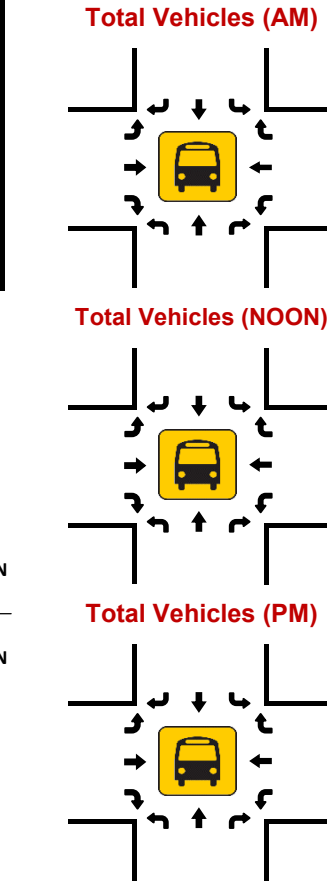 Total Vehicles (AM)
Total Vehicles (NOON)
N
N
Total Vehicles (PM)